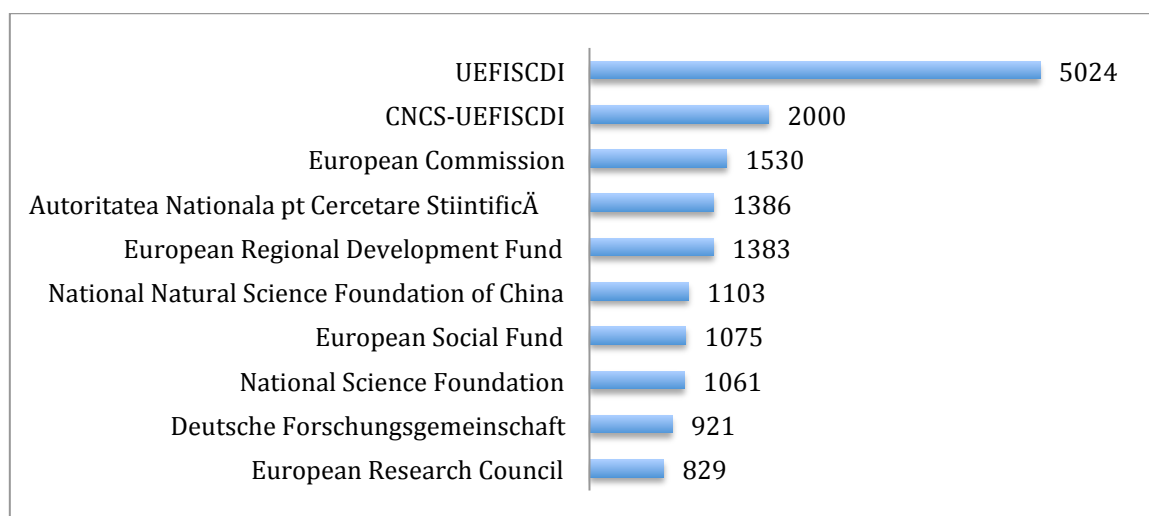 UEFISCDI 5024
CNCS-UEFISCDI 2000
European Commission 1530
Autoritatea Nationala pt Cercetare StiintificÄ 1386
European Regional Development Fund 1383
National Natural Science Foundation of China 1103
European Social Fund 1075
National Science Foundation 1061
Deutsche Forschungsgemeinschaft 921
European Research Council 829